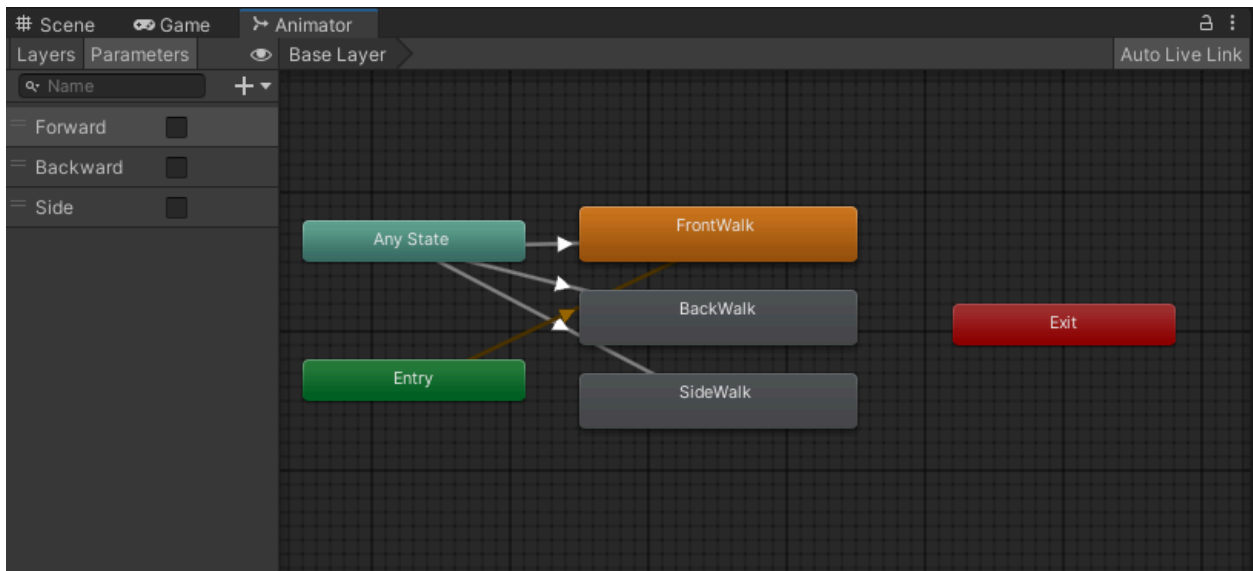 Scene Game Animator
Layers Parameters Base Layer Auto Live Link
Name
Forward
Backward
Side
Any State
FrontWalk
BackWalk
Exit
Entry
SideWalk